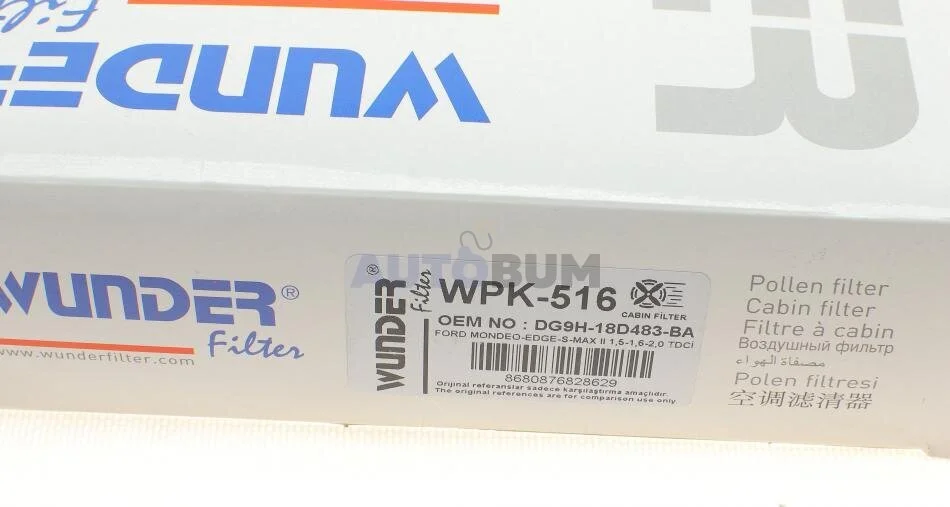 Filter
WUNDER
R
AUTOBUM
WUNDER®
Filter
www.wunderfilter.com
WUNDER® Filter
WPK-516
CABIN FİLTER
OEM NO : DG9H-18D483-BA
FORD MONDEO-EDGE-S-MAX II 1,5-1,6-2,0 TDCİ
8680876828629
Orijinal referanslar sadece karşılaştırma amaçlıdır.
The original references are for comparison use only.
Pollen filter
Cabin filter
Filtre à cabin
Воздушный фильтр
مصفاة الهواء
Polen filtresi
空调滤清器